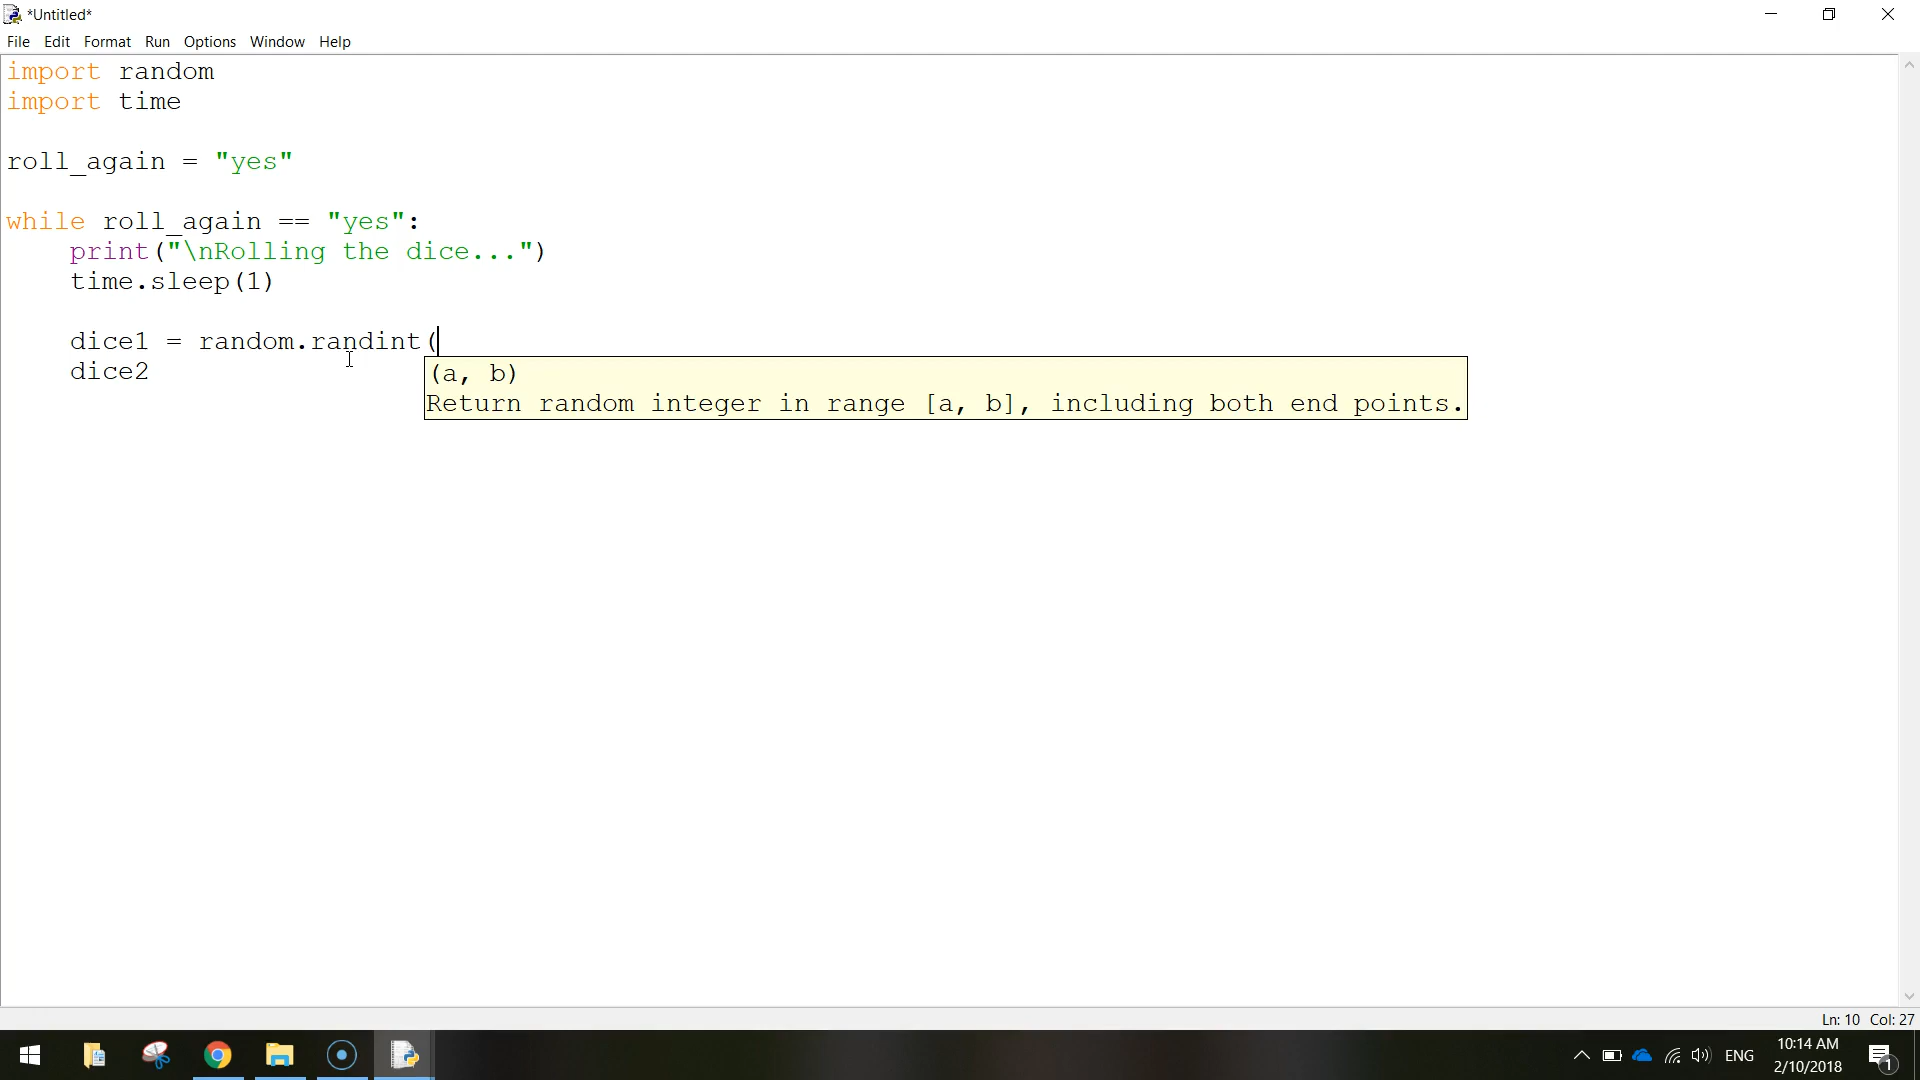 *Untitled*
File Edit Format Run Options Window Help
import random
import time
roll_again = "yes"
while roll_again == "yes":
    print("\nRolling the dice...")
    time.sleep(1)
    dice1 = random.randint(
    dice2
(a, b)
Return random integer in range [a, b], including both end points.
Ln: 10 Col: 27
ENG
10:14 AM
2/10/2018
1